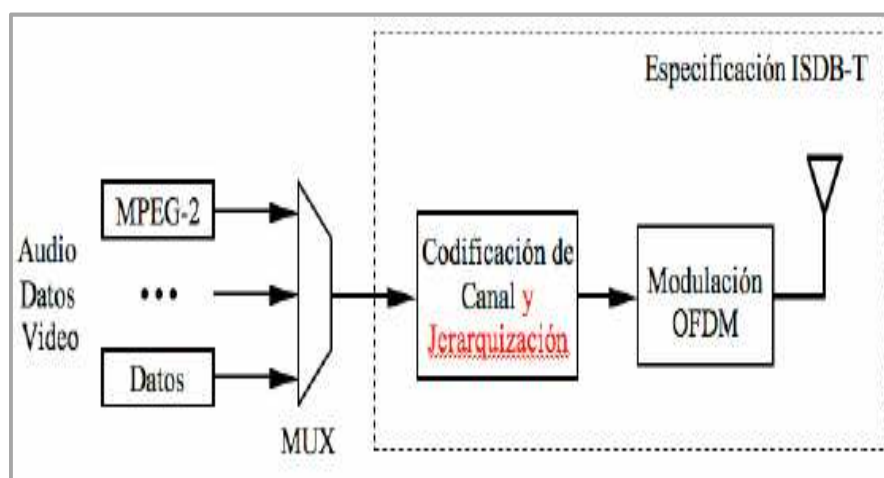 Especificación ISDB-T
MPEG-2
Audio
Datos
Video
Datos
MUX
Codificación de
Canal y
Jerarquización
Modulación
OFDM